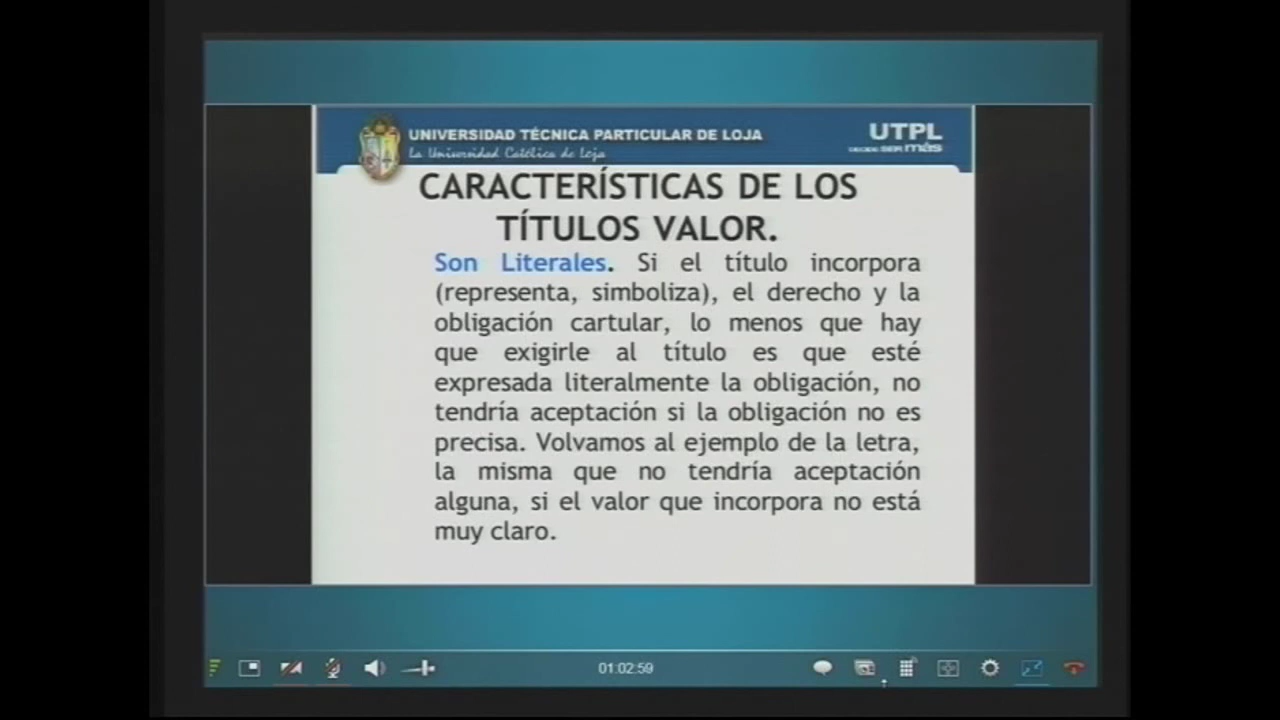 UNIVERSIDAD TÉCNICA PARTICULAR DE LOJA
La Universidad Católica de Loja
UTPL
DECIDE SER más
CARACTERÍSTICAS DE LOS
TÍTULOS VALOR.
Son Literales. Si el título incorpora
(representa, simboliza), el derecho y la
obligación cartular, lo menos que hay
que exigirle al título es que esté
expresada literalmente la obligación, no
tendría aceptación si la obligación no es
precisa. Volvamos al ejemplo de la letra,
la misma que no tendría aceptación
alguna, si el valor que incorpora no está
muy claro.
01:02:59